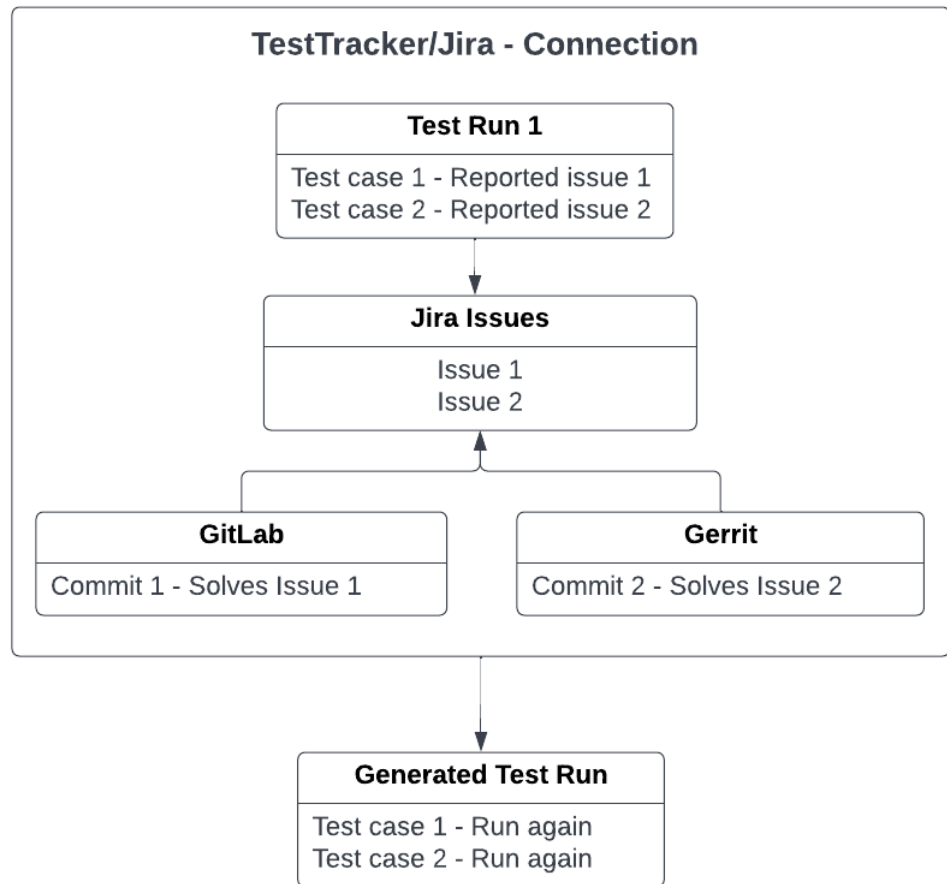 TestTracker/Jira - Connection
Test Run 1
Test case 1 - Reported issue 1
Test case 2 - Reported issue 2
Jira Issues
Issue 1
Issue 2
GitLab
Commit 1 - Solves Issue 1
Gerrit
Commit 2 - Solves Issue 2
Generated Test Run
Test case 1 - Run again
Test case 2 - Run again